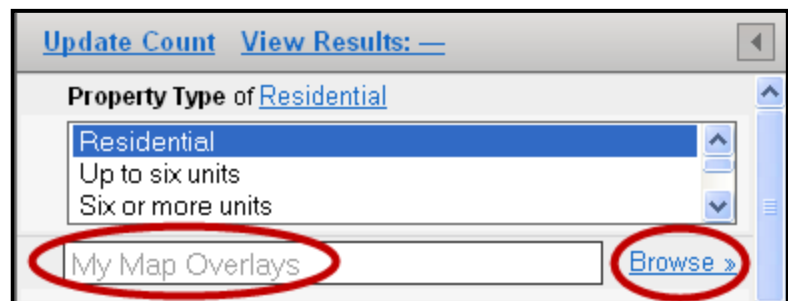 Update Count View Results: —
Property Type of Residential
Residential
Up to six units
Six or more units
My Map Overlays Browse »